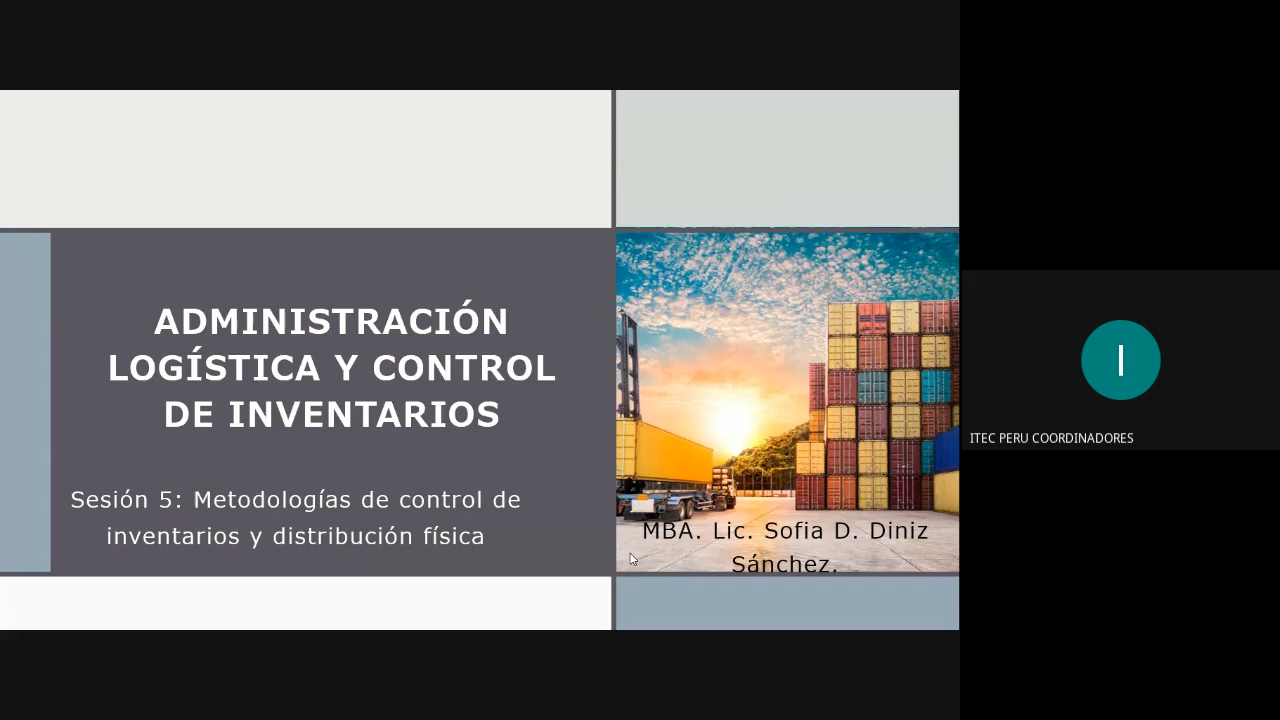 ADMINISTRACIÓN
LOGÍSTICA Y CONTROL
DE INVENTARIOS
Sesión 5: Metodologías de control de
inventarios y distribución física
MBA. Lic. Sofia D. Diniz
Sánchez.
I
ITEC PERU COORDINADORES